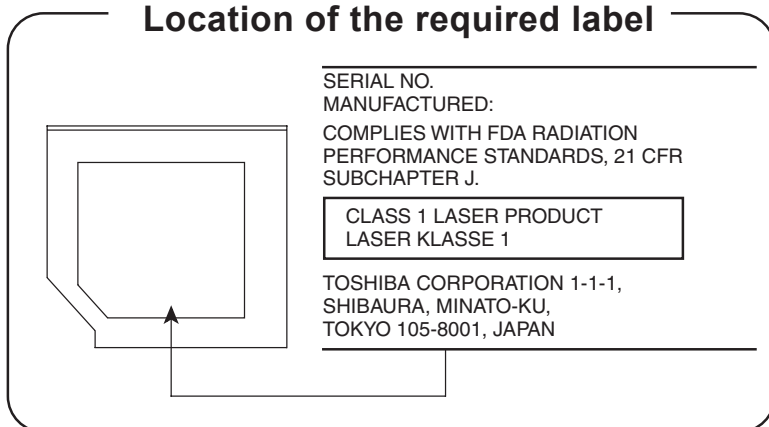 Location of the required label
SERIAL NO.
MANUFACTURED:
COMPLIES WITH FDA RADIATION
PERFORMANCE STANDARDS, 21 CFR
SUBCHAPTER J.
CLASS 1 LASER PRODUCT
LASER KLASSE 1
TOSHIBA CORPORATION 1-1-1,
SHIBAURA, MINATO-KU,
TOKYO 105-8001, JAPAN